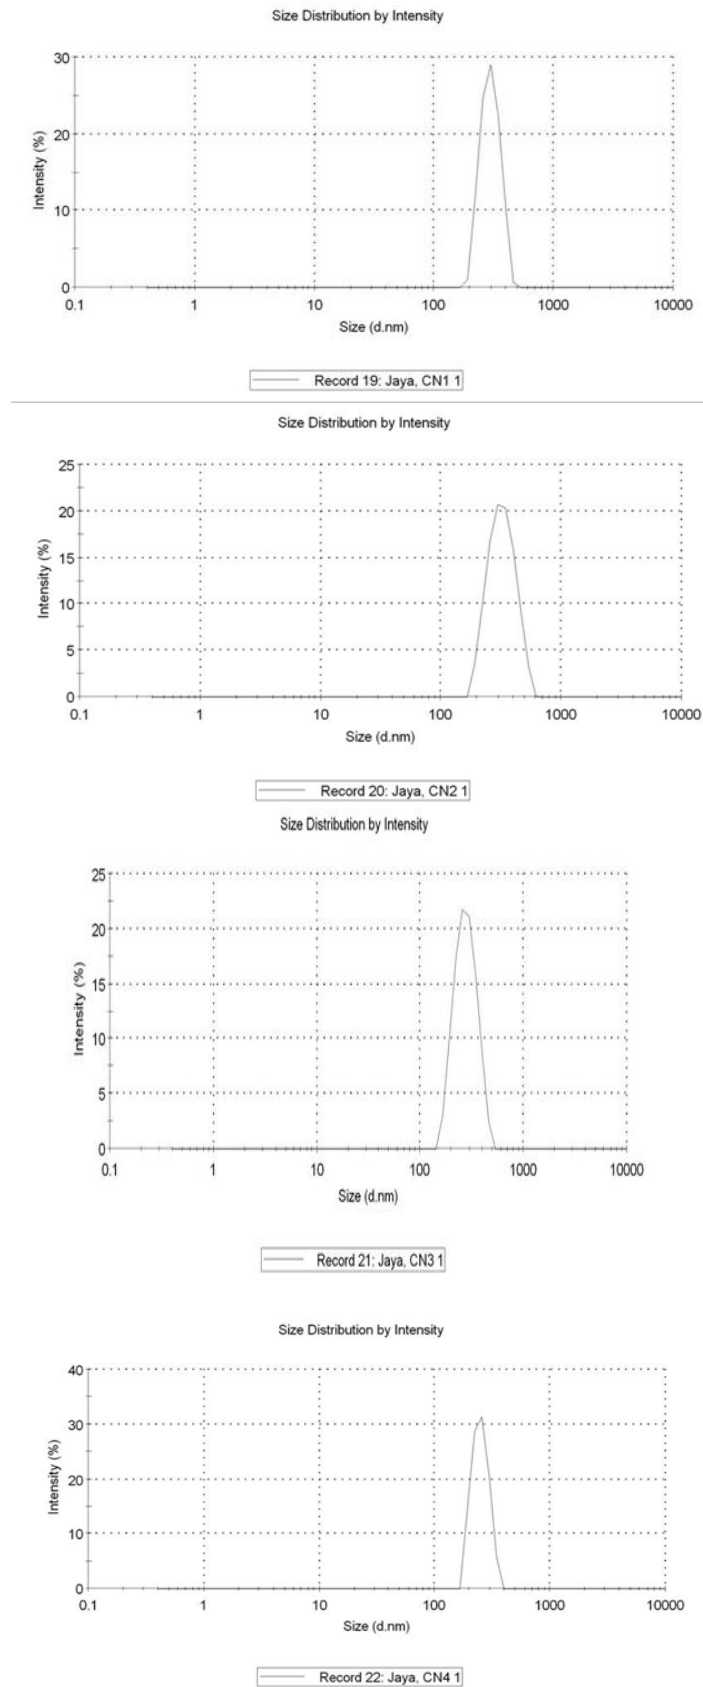 Size Distribution by Intensity
30
20
10
0
Intensity (%)
0.1 1 10 100 1000 10000
Size (d.nm)
Record 19: Jaya, CN1 1
Size Distribution by Intensity
25
20
15
10
5
0
Intensity (%)
0.1 1 10 100 1000 10000
Size (d.nm)
Record 20: Jaya, CN2 1
Size Distribution by Intensity
25
20
15
10
5
0
Intensity (%)
0.1 1 10 100 1000 10000
Size (d.nm)
Record 21: Jaya, CN3 1
Size Distribution by Intensity
40
30
20
10
0
Intensity (%)
0.1 1 10 100 1000 10000
Size (d.nm)
Record 22: Jaya, CN4 1